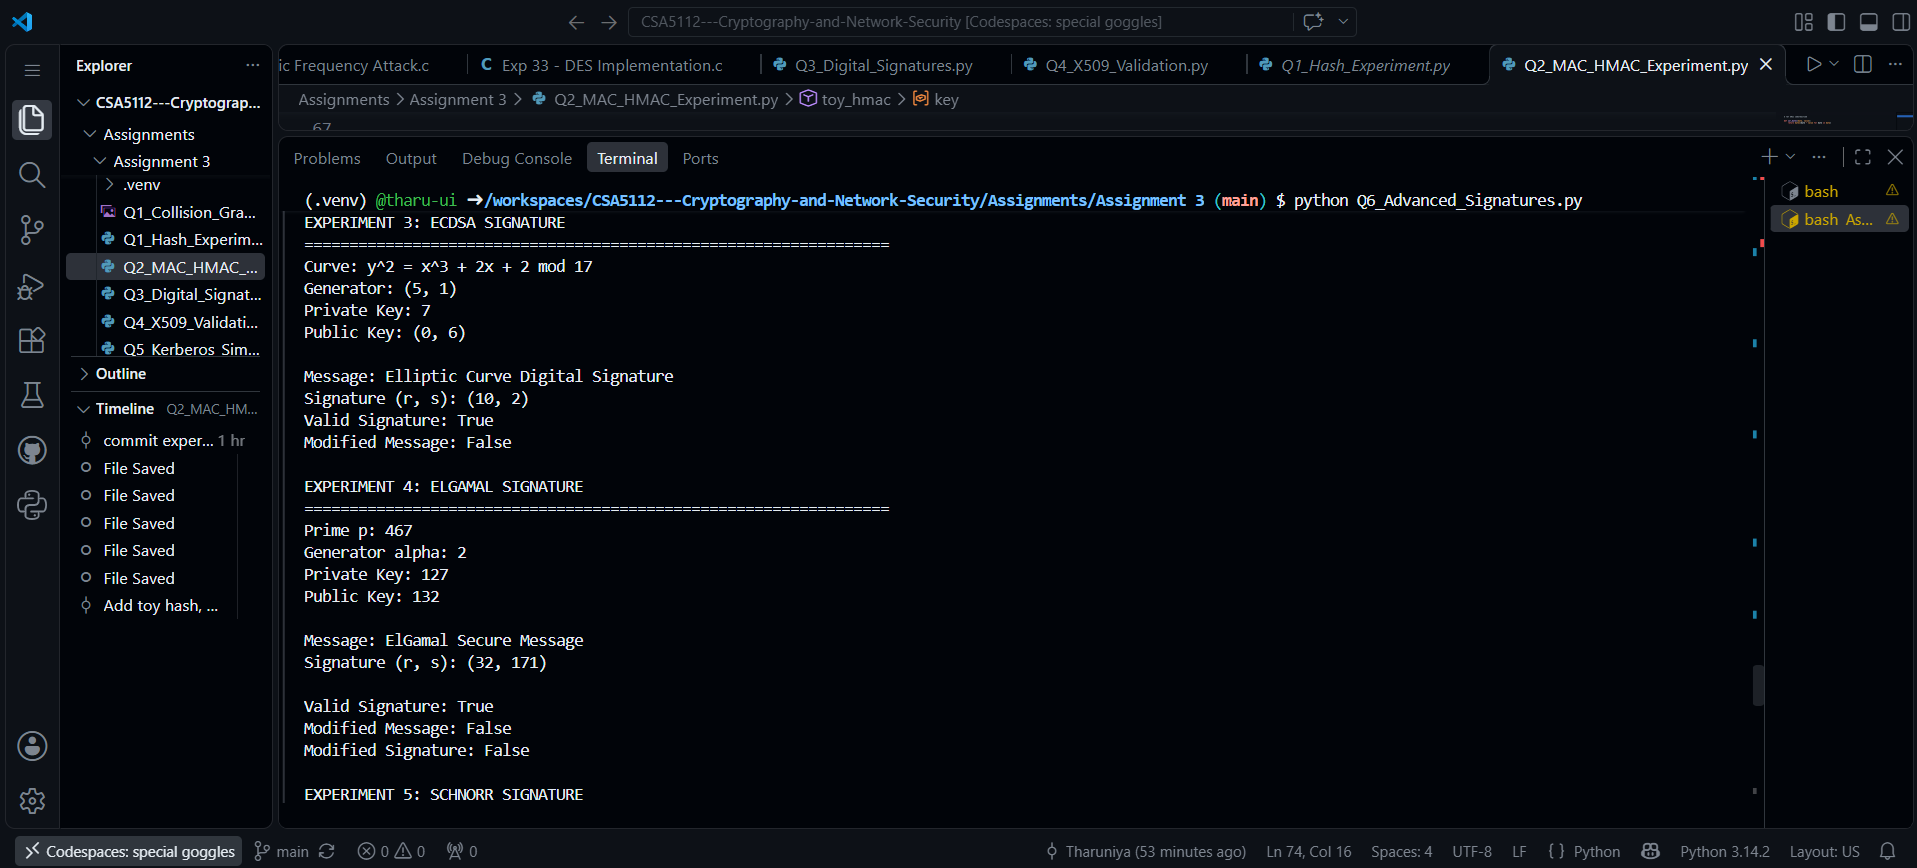 CSA5112---Cryptography-and-Network-Security [Codespaces: special goggles]
Explorer
CSA5112---Cryptograp...
Assignments
Assignment 3
.venv
Q1_Collision_Gra...
Q1_Hash_Experim...
Q2_MAC_HMAC_...
Q3_Digital_Signat...
Q4_X509_Validati...
Q5_Kerberos_Sim...
Outline
Timeline Q2_MAC_HM...
commit exper... 1 hr
File Saved
File Saved
File Saved
File Saved
File Saved
Add toy hash, ...
ic Frequency Attack.c
C Exp 33 - DES Implementation.c
Q3_Digital_Signatures.py
Q4_X509_Validation.py
Q1_Hash_Experiment.py
Q2_MAC_HMAC_Experiment.py
Assignments > Assignment 3 > Q2_MAC_HMAC_Experiment.py > toy_hmac > key
67
Problems Output Debug Console Terminal Ports
(.venv) @tharu-ui ➜/workspaces/CSA5112---Cryptography-and-Network-Security/Assignments/Assignment 3 (main) $ python Q6_Advanced_Signatures.py
EXPERIMENT 3: ECDSA SIGNATURE
=================================================================
Curve: y^2 = x^3 + 2x + 2 mod 17
Generator: (5, 1)
Private Key: 7
Public Key: (0, 6)
Message: Elliptic Curve Digital Signature
Signature (r, s): (10, 2)
Valid Signature: True
Modified Message: False
EXPERIMENT 4: ELGAMAL SIGNATURE
=================================================================
Prime p: 467
Generator alpha: 2
Private Key: 127
Public Key: 132
Message: ElGamal Secure Message
Signature (r, s): (32, 171)
Valid Signature: True
Modified Message: False
Modified Signature: False
EXPERIMENT 5: SCHNORR SIGNATURE
bash
bash As...
Codespaces: special goggles main 0 0 0 Tharuniya (53 minutes ago) Ln 74, Col 16 Spaces: 4 UTF-8 LF {} Python Python 3.14.2 Layout: US